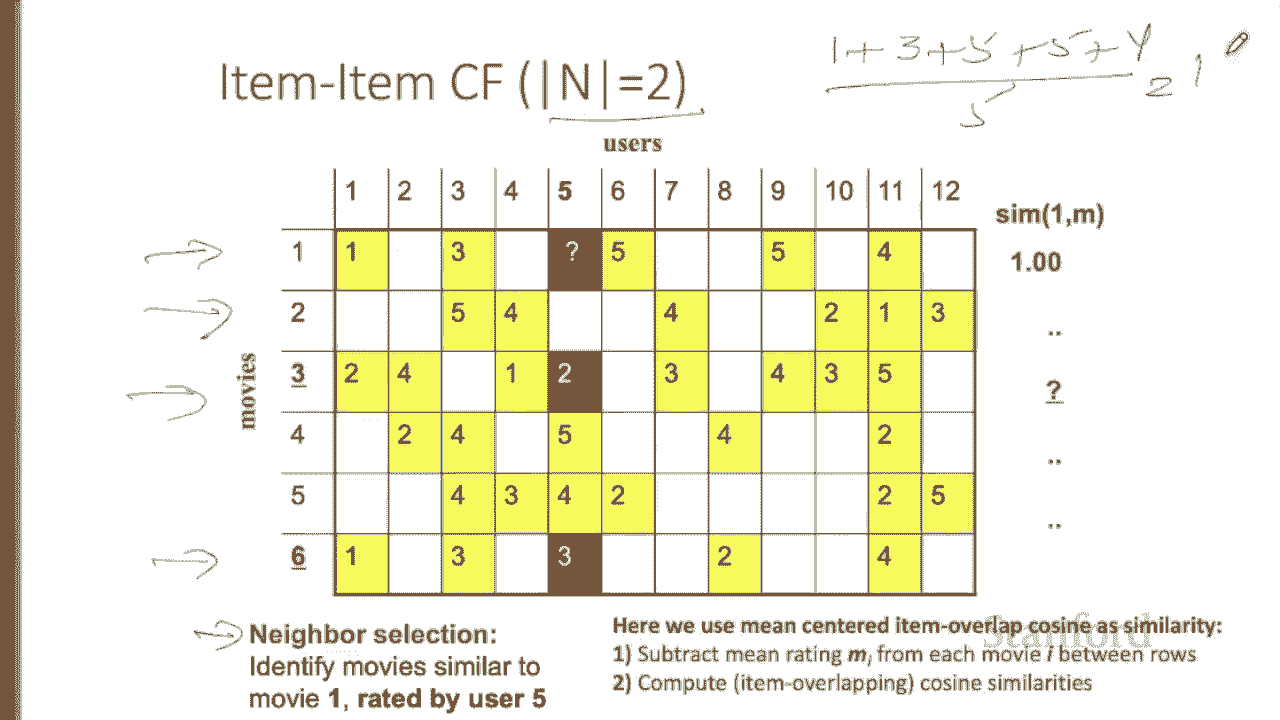 1 + 3 + 5 + 5 + 4
5
2, 1
Item-Item CF (|N|=2)
users
1 2 3 4 5 6 7 8 9 10 11 12
sim(1,m)
1 1 3 ? 5 5 4 1.00
2 5 4 4 2 1 3 ..
movies
3 2 4 1 2 3 4 3 5 ?
4 2 4 5 4 2 ..
5 4 3 4 2 2 5 ..
6 1 3 3 2 4
Neighbor selection:
Identify movies similar to
movie 1, rated by user 5
Here we use mean centered item-overlap cosine as similarity:
1) Subtract mean rating mᵢ from each movie i between rows
2) Compute (item-overlapping) cosine similarities
Stanford